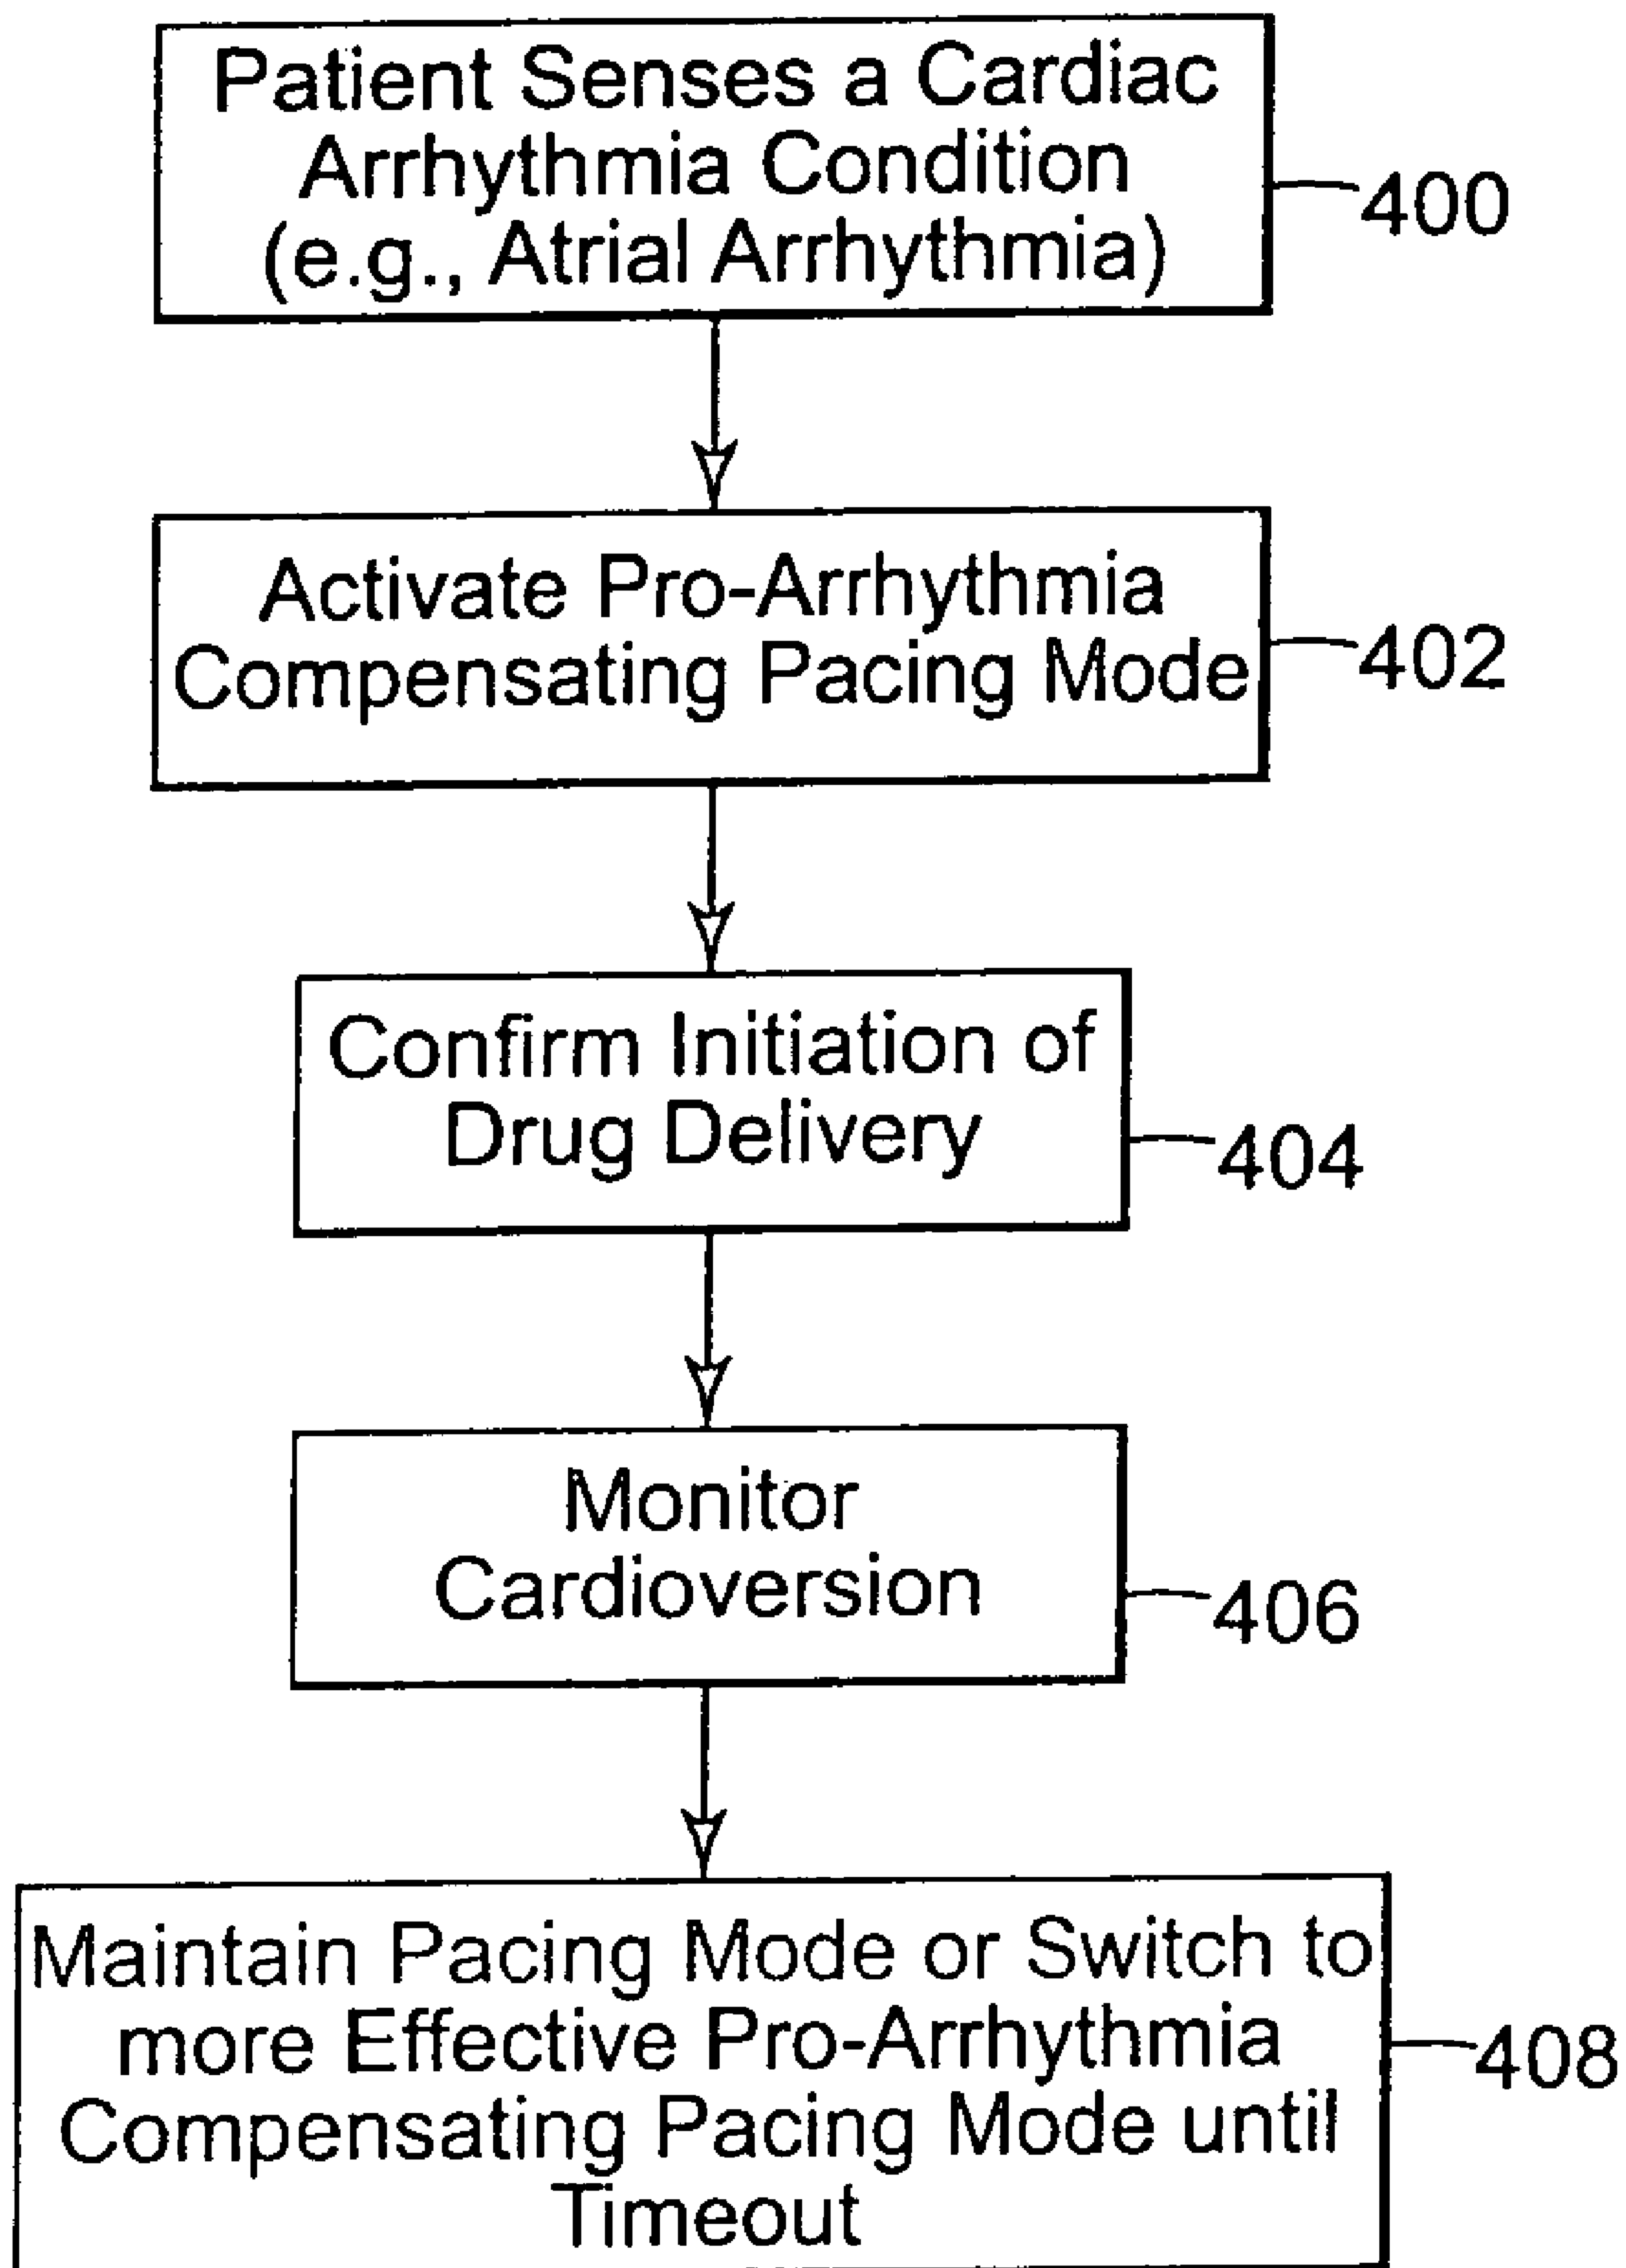 Patient Senses a Cardiac
Arrhythmia Condition
(e.g., Atrial Arrhythmia)
400
Activate Pro-Arrhythmia
Compensating Pacing Mode
402
Confirm Initiation of
Drug Delivery
404
Monitor
Cardioversion
406
Maintain Pacing Mode or Switch to
more Effective Pro-Arrhythmia
Compensating Pacing Mode until
Timeout
408